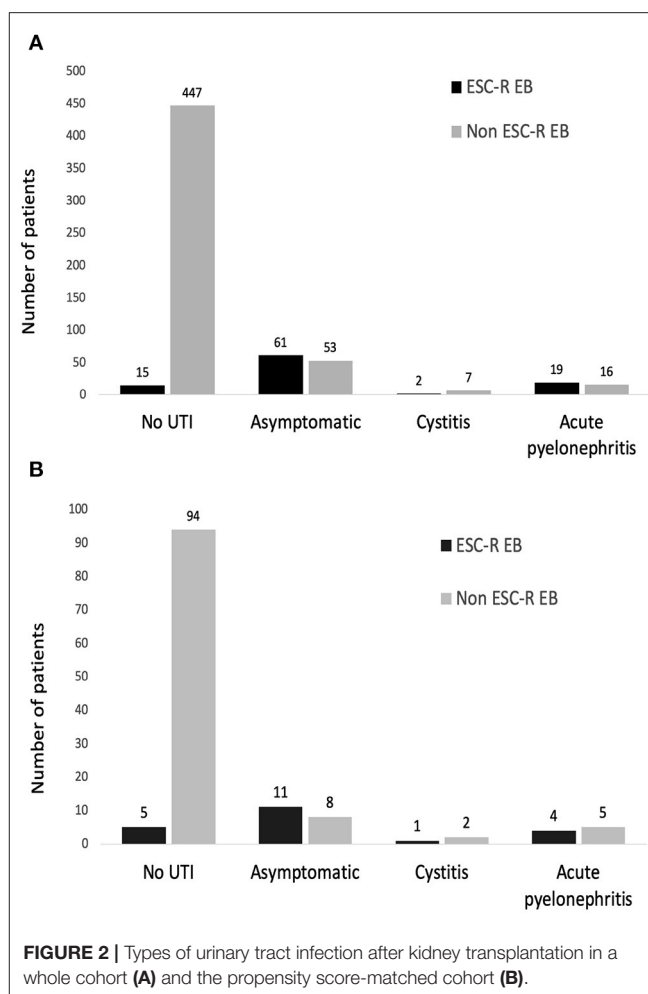 A
Number of patients
500
450
400
350
300
250
200
150
100
50
0
ESC-R EB
Non ESC-R EB
15
447
61
53
2
7
19
16
No UTI
Asymptomatic
Cystitis
Acute
pyelonephritis
B
Number of patients
100
90
80
70
60
50
40
30
20
10
0
ESC-R EB
Non ESC-R EB
5
94
11
8
1
2
4
5
No UTI
Asymptomatic
Cystitis
Acute
pyelonephritis
FIGURE 2 | Types of urinary tract infection after kidney transplantation in a
whole cohort (A) and the propensity score-matched cohort (B).